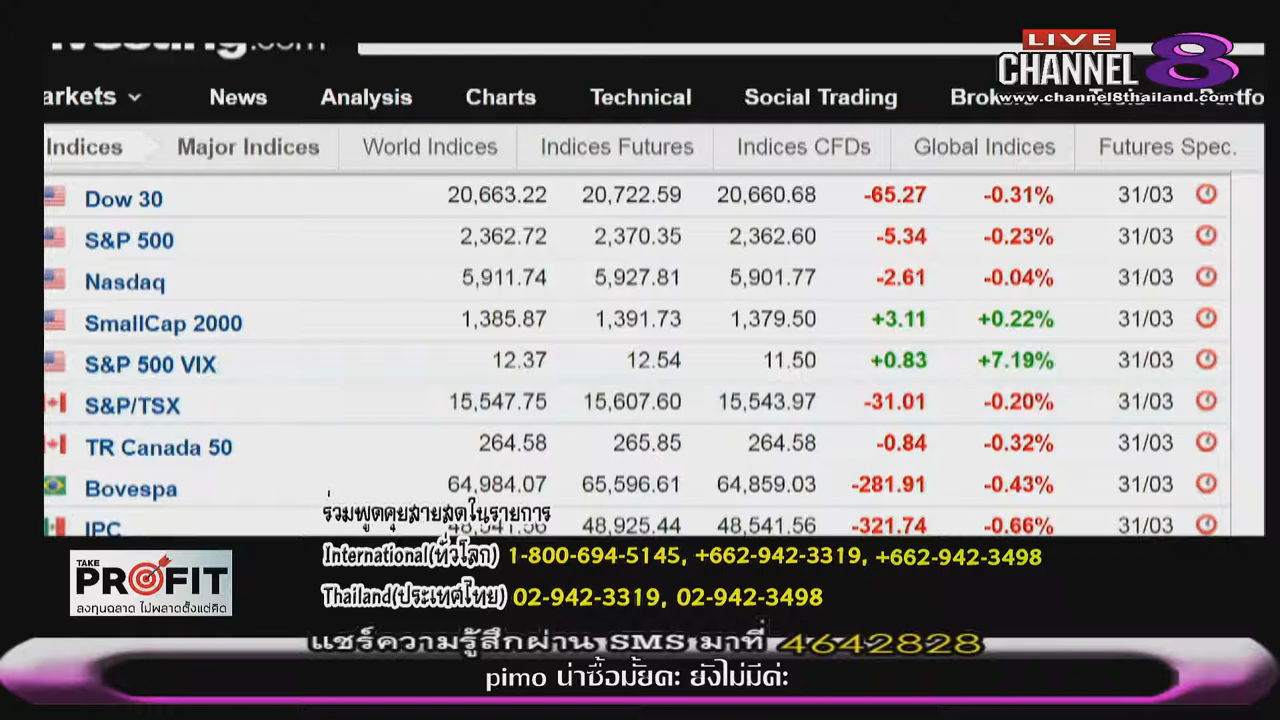 .com
LIVE
CHANNEL 8
www.channel8thailand.com
arkets News Analysis Charts Technical Social Trading
Indices Major Indices World Indices Indices Futures Indices CFDs Global Indices Futures Spec.
Dow 30 20,663.22 20,722.59 20,660.68 -65.27 -0.31% 31/03
S&P 500 2,362.72 2,370.35 2,362.60 -5.34 -0.23% 31/03
Nasdaq 5,911.74 5,927.81 5,901.77 -2.61 -0.04% 31/03
SmallCap 2000 1,385.87 1,391.73 1,379.50 +3.11 +0.22% 31/03
S&P 500 VIX 12.37 12.54 11.50 +0.83 +7.19% 31/03
S&P/TSX 15,547.75 15,607.60 15,543.97 -31.01 -0.20% 31/03
TR Canada 50 264.58 265.85 264.58 -0.84 -0.32% 31/03
Bovespa 64,984.07 65,596.61 64,859.03 -281.91 -0.43% 31/03
IPC 48,925.44 48,541.56 -321.74 -0.66% 31/03
ร่วมพูดคุยสายสดในรายการ
International(ทั่วโลก) 1-800-694-5145, +662-942-3319, +662-942-3498
Thailand(ประเทศไทย) 02-942-3319, 02-942-3498
TAKE
PROFIT
ลงทุนฉลาด ไม่พลาดตั้งแต่คิด
แชร์ความรู้สึกผ่าน SMS มาที่ 4642828
pimo น่าซื้อมั้ยคะ ยังไม่มีค่ะ